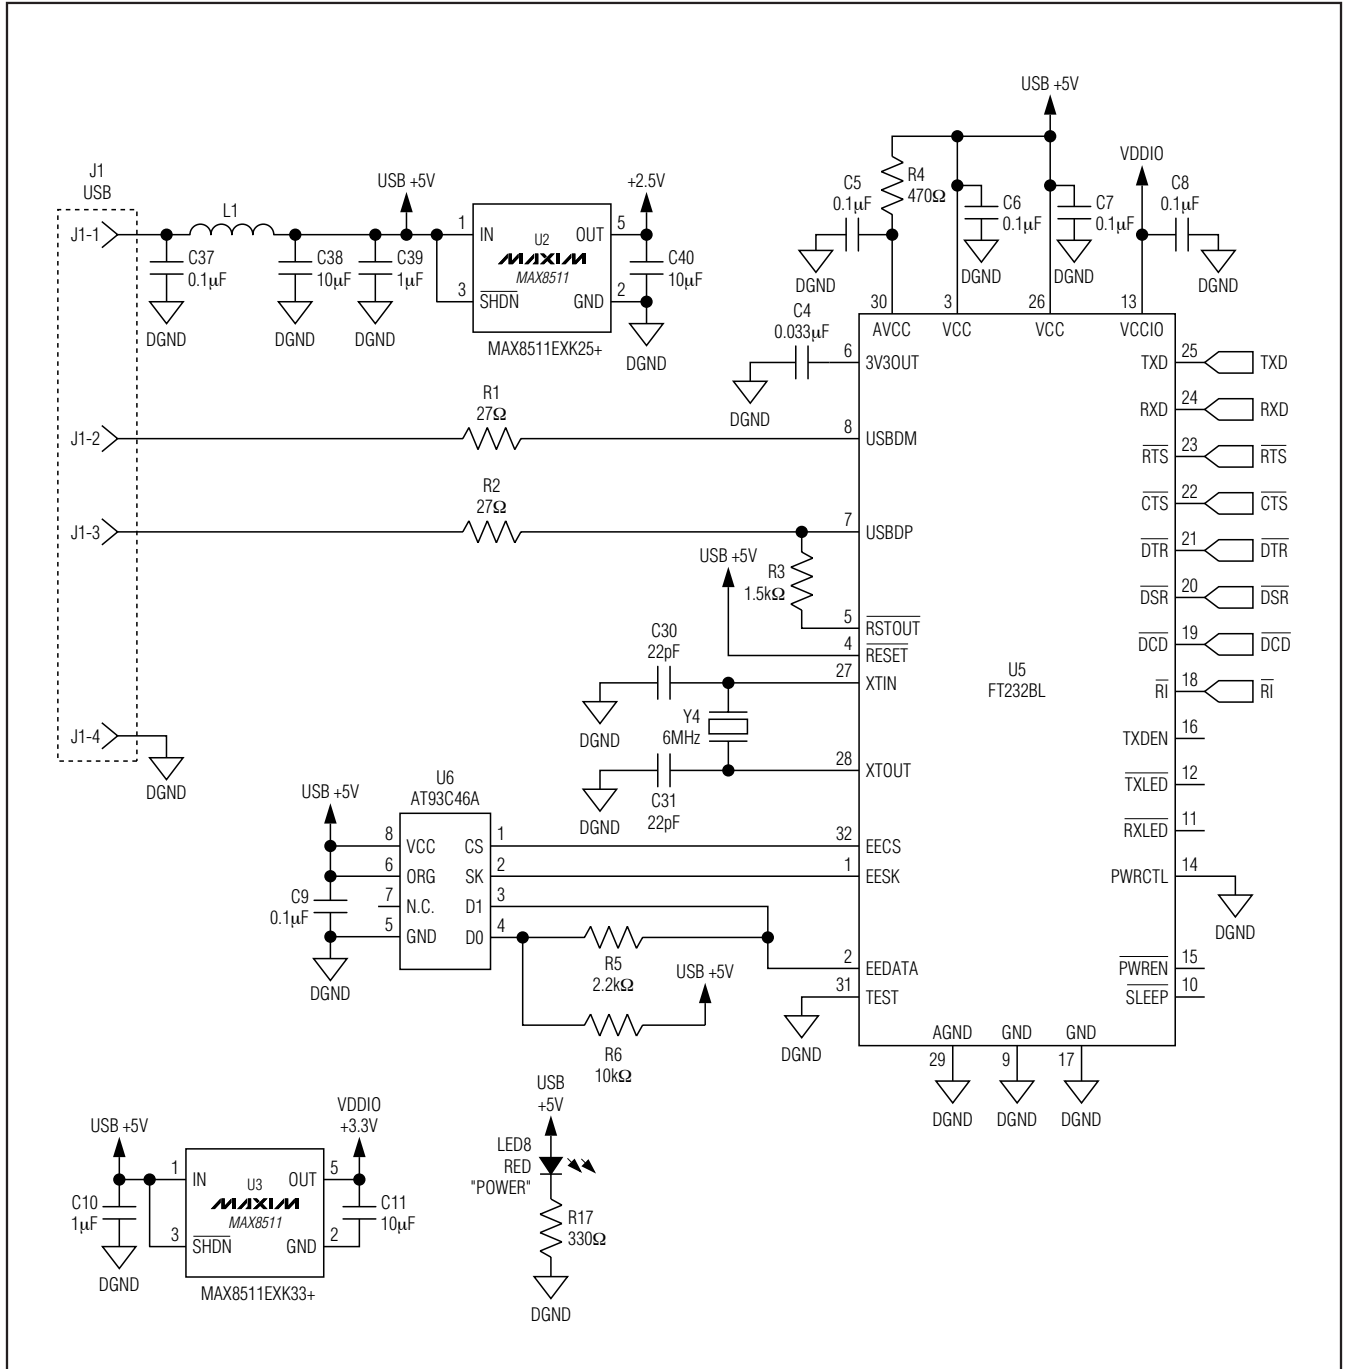 USB +5V
VDDIO
R4
470Ω
C5
0.1µF
C6
0.1µF
C7
0.1µF
C8
0.1µF
DGND
DGND
DGND
DGND
J1
USB
J1-1
L1
USB +5V
+2.5V
C37
0.1µF
C38
10µF
C39
1µF
1 IN
U2
MAXIM
MAX8511
OUT 5
3 SHDN
GND 2
C40
10µF
DGND
DGND
DGND
DGND
MAX8511EXK25+
C4
0.033µF
DGND
30 AVCC
3 VCC
26 VCC
13 VCCIO
6 3V3OUT
TXD 25 TXD
RXD 24 RXD
RTS 23 RTS
CTS 22 CTS
DTR 21 DTR
DSR 20 DSR
DCD 19 DCD
RI 18 RI
TXDEN 16
TXLED 12
RXLED 11
PWRCTL 14
DGND
PWREN 15
SLEEP 10
J1-2
R1
27Ω
8 USBDM
J1-3
R2
27Ω
7 USBDP
USB +5V
R3
1.5kΩ
5 RSTOUT
4 RESET
U5
FT232BL
C30
22pF
27 XTIN
DGND
Y4
6MHz
28 XTOUT
C31
22pF
DGND
J1-4
DGND
USB +5V
U6
AT93C46A
8 VCC
CS 1
32 EECS
6 ORG
SK 2
1 EESK
7 N.C.
D1 3
5 GND
D0 4
C9
0.1µF
DGND
R5
2.2kΩ
USB +5V
2 EEDATA
31 TEST
DGND
R6
10kΩ
AGND
29
GND
9
GND
17
DGND
DGND
DGND
USB +5V
VDDIO
+3.3V
C10
1µF
DGND
1 IN
U3
MAXIM
MAX8511
OUT 5
3 SHDN
GND 2
C11
10µF
MAX8511EXK33+
USB
+5V
LED8
RED
"POWER"
R17
330Ω
DGND